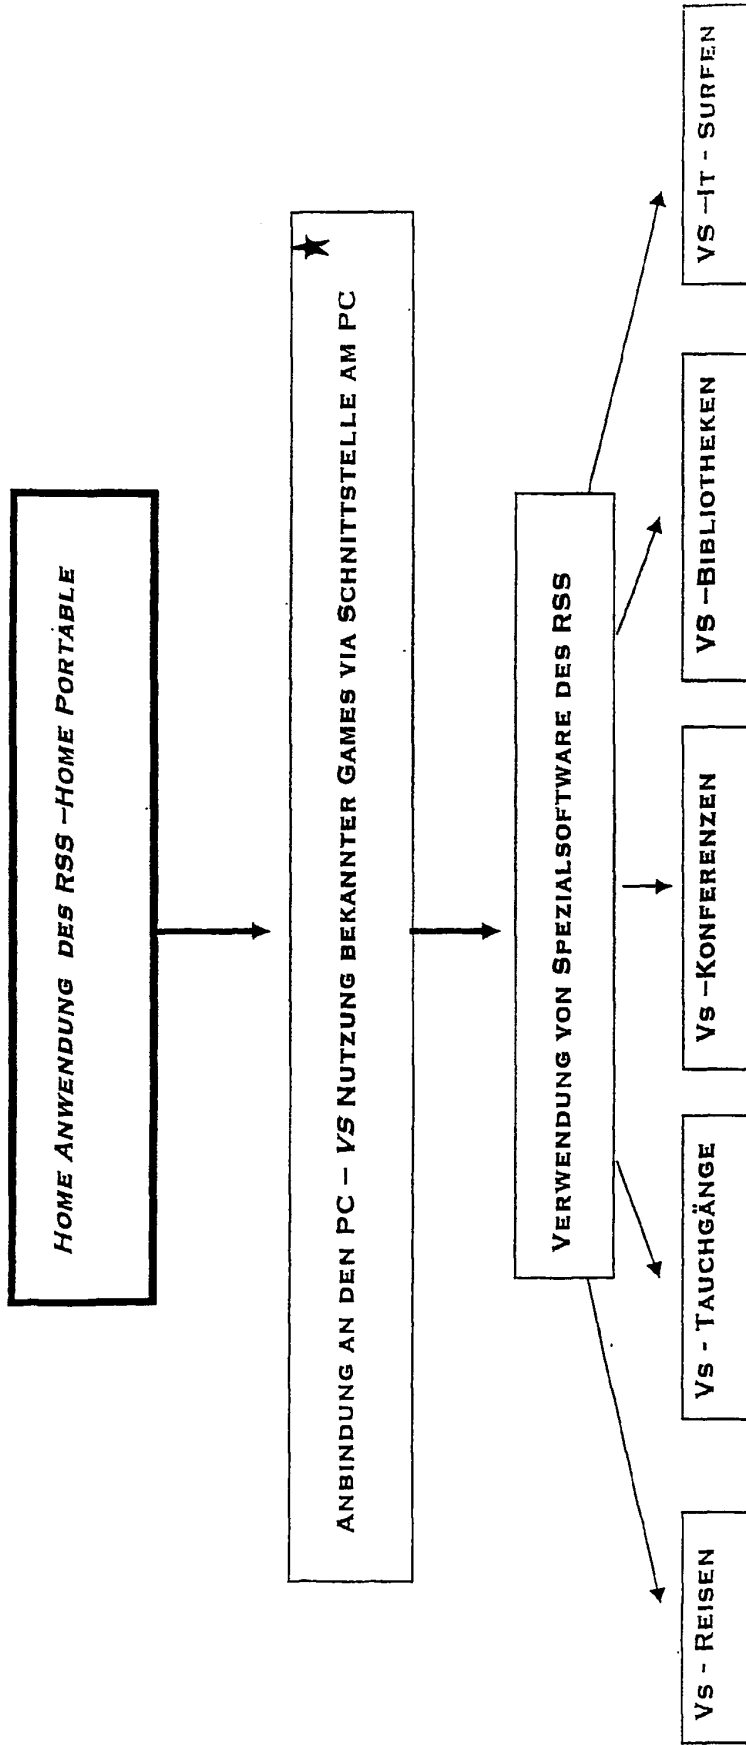 HOME ANWENDUNG DES RSS –HOME PORTABLE
ANBINDUNG AN DEN PC – VS NUTZUNG BEKANNTER GAMES VIA SCHNITTSTELLE AM PC
VERWENDUNG VON SPEZIALSOFTWARE DES RSS
VS - REISEN
VS - TAUCHGÄNGE
VS –KONFERENZEN
VS –BIBLIOTHEKEN
VS –IT - SURFEN